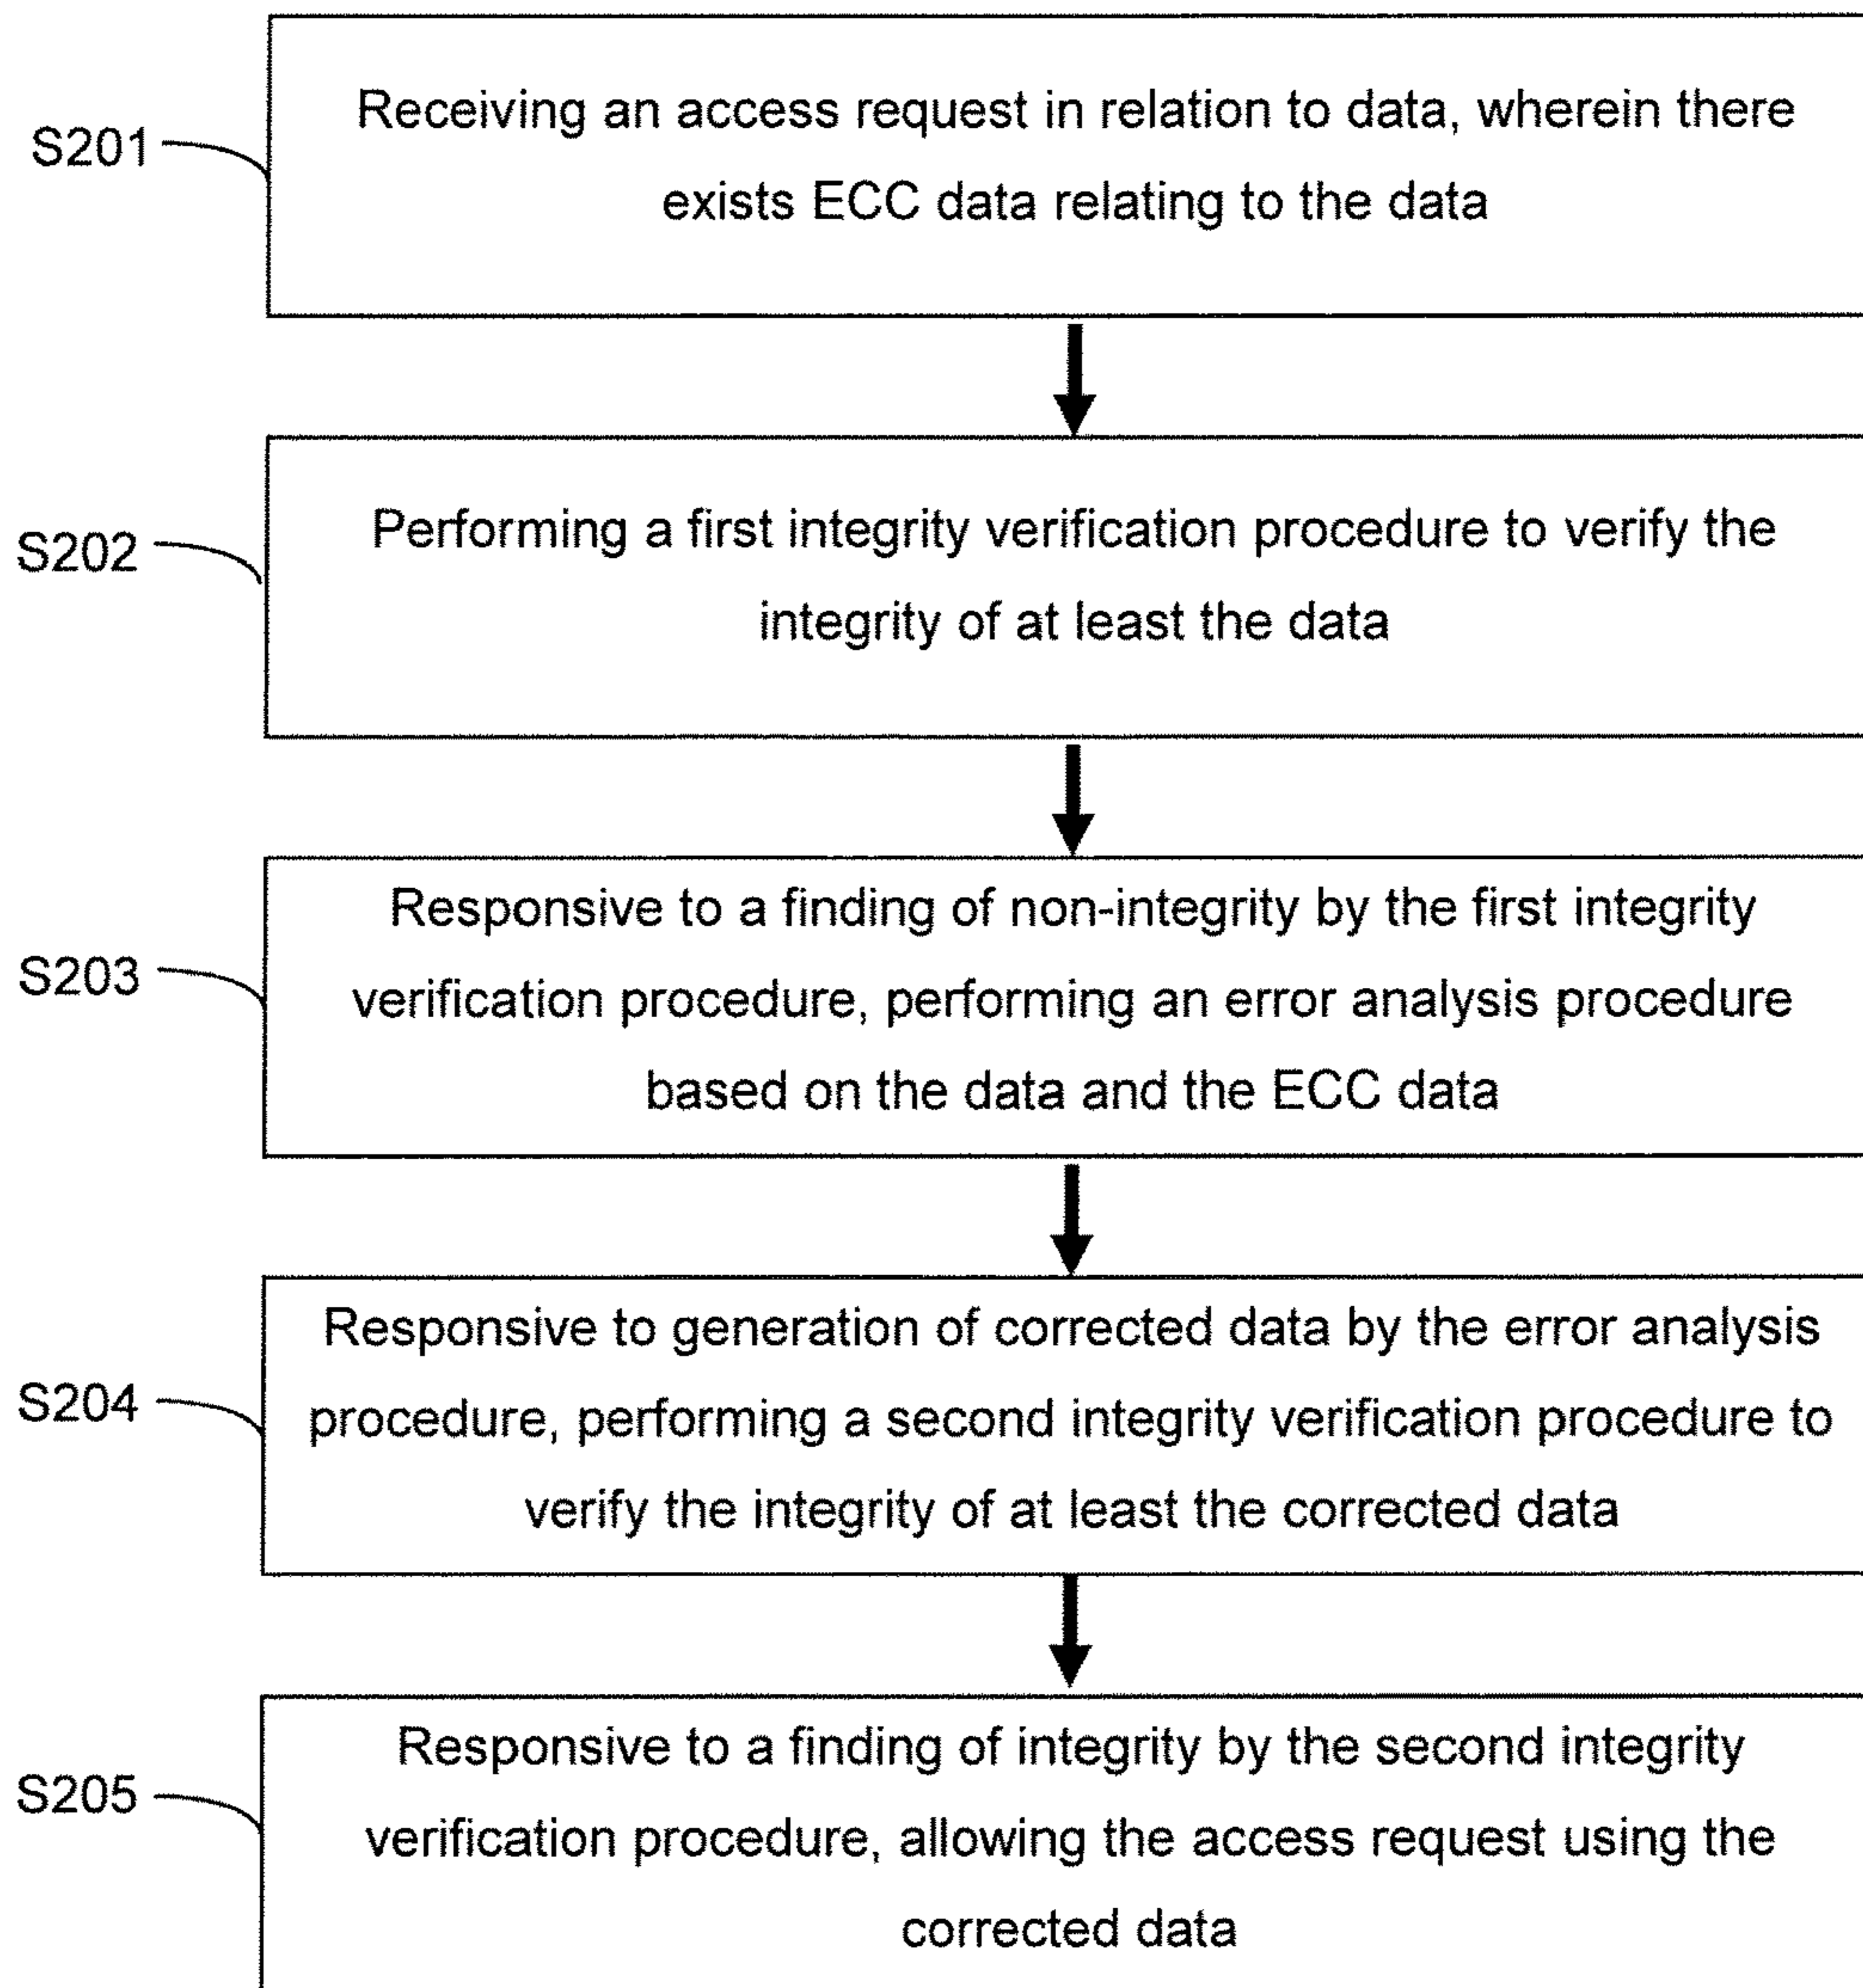 S201
Receiving an access request in relation to data, wherein there
exists ECC data relating to the data
S202
Performing a first integrity verification procedure to verify the
integrity of at least the data
S203
Responsive to a finding of non-integrity by the first integrity
verification procedure, performing an error analysis procedure
based on the data and the ECC data
S204
Responsive to generation of corrected data by the error analysis
procedure, performing a second integrity verification procedure to
verify the integrity of at least the corrected data
S205
Responsive to a finding of integrity by the second integrity
verification procedure, allowing the access request using the
corrected data